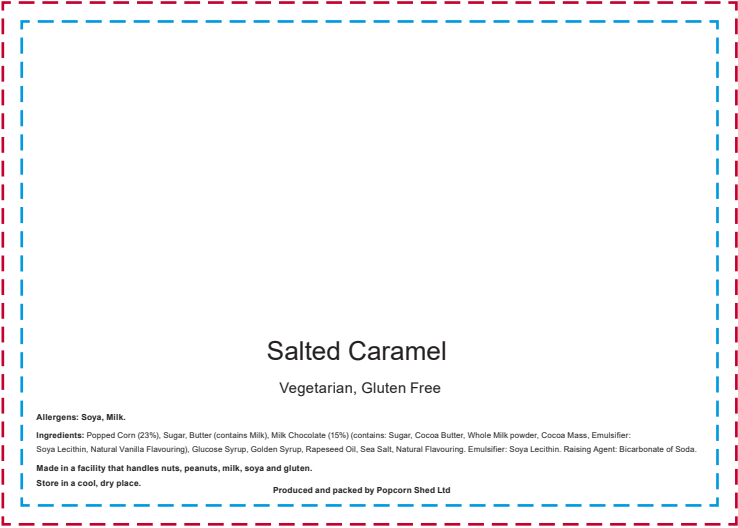 Salted Caramel
Vegetarian, Gluten Free
Allergens: Soya, Milk.
Ingredients: Popped Corn (23%), Sugar, Butter (contains Milk), Milk Chocolate (15%) (contains: Sugar, Cocoa Butter, Whole Milk powder, Cocoa Mass, Emulsifier:
Soya Lecithin, Natural Vanilla Flavouring), Glucose Syrup, Golden Syrup, Rapeseed Oil, Sea Salt, Natural Flavouring. Emulsifier: Soya Lecithin. Raising Agent: Bicarbonate of Soda.
Made in a facility that handles nuts, peanuts, milk, soya and gluten.
Store in a cool, dry place.
Produced and packed by Popcorn Shed Ltd